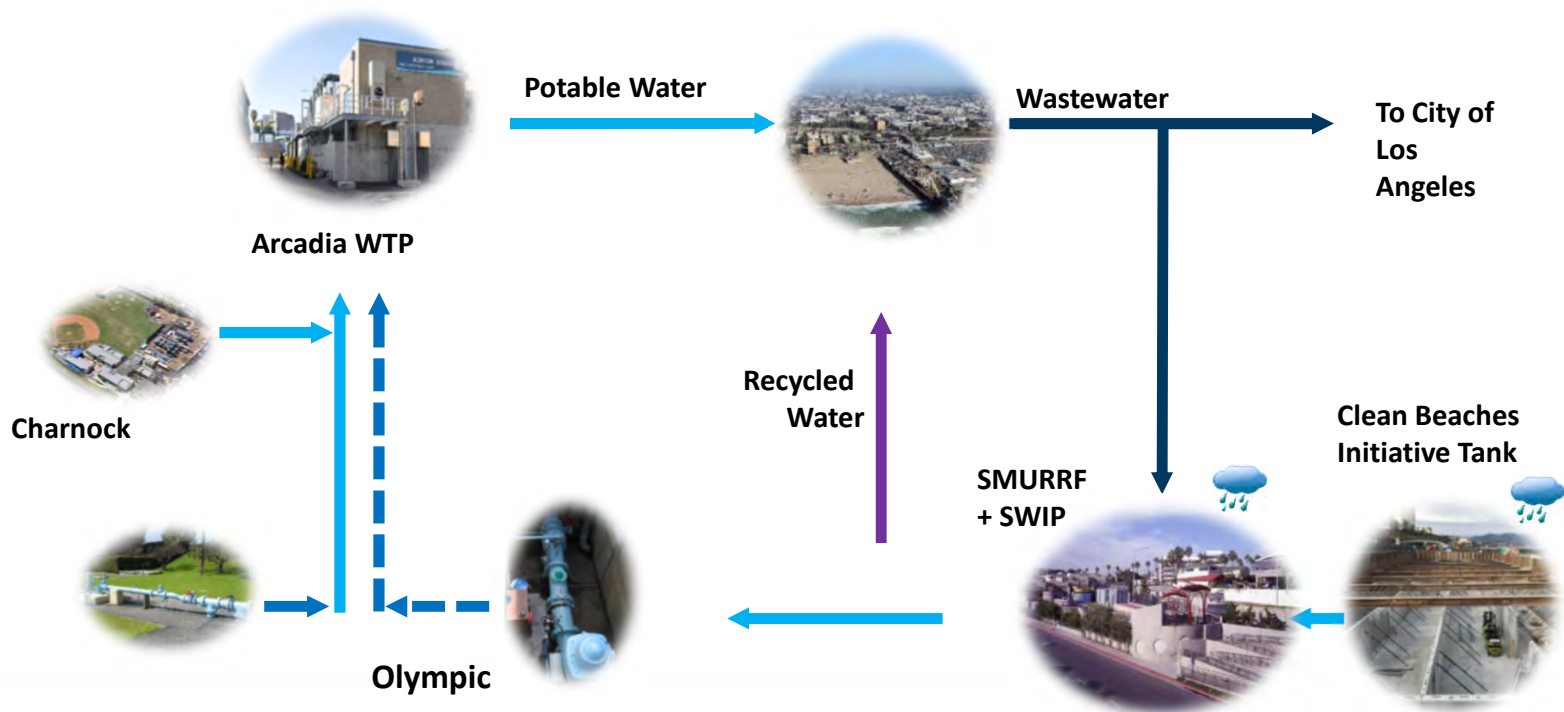 Potable Water
Wastewater
To City of
Los
Angeles
Arcadia WTP
Charnock
Recycled
Water
Clean Beaches
Initiative Tank
SMURRF
+ SWIP
Olympic